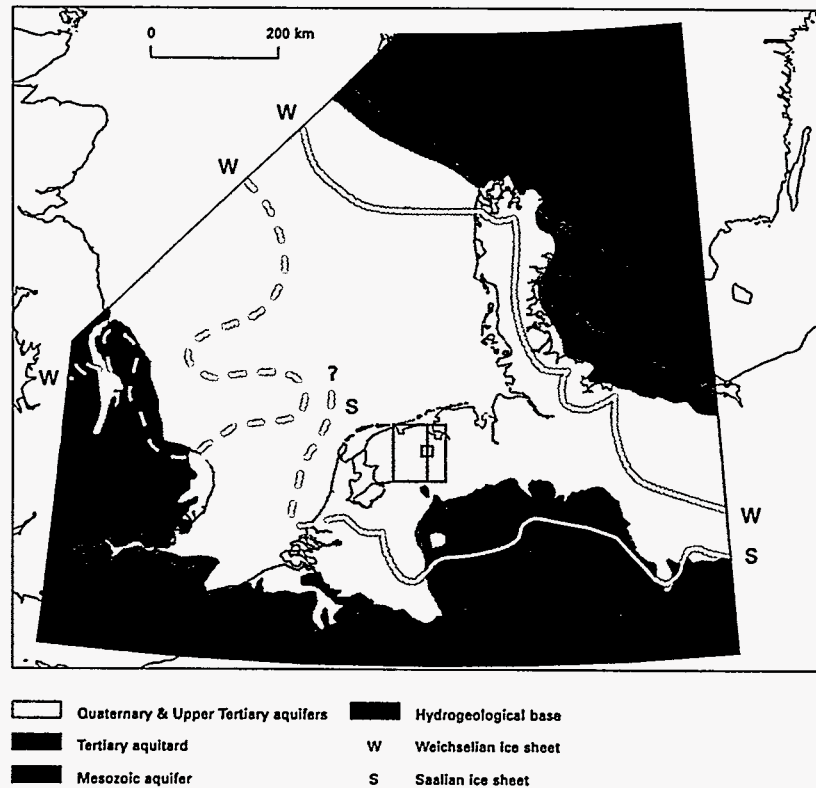 0 200 km
W
W
W
?
S
W
S
Quaternary & Upper Tertiary aquifers
Hydrogeological base
Tertiary aquitard
W Weichselian ice sheet
Mesozoic aquifer
S Saalian ice sheet